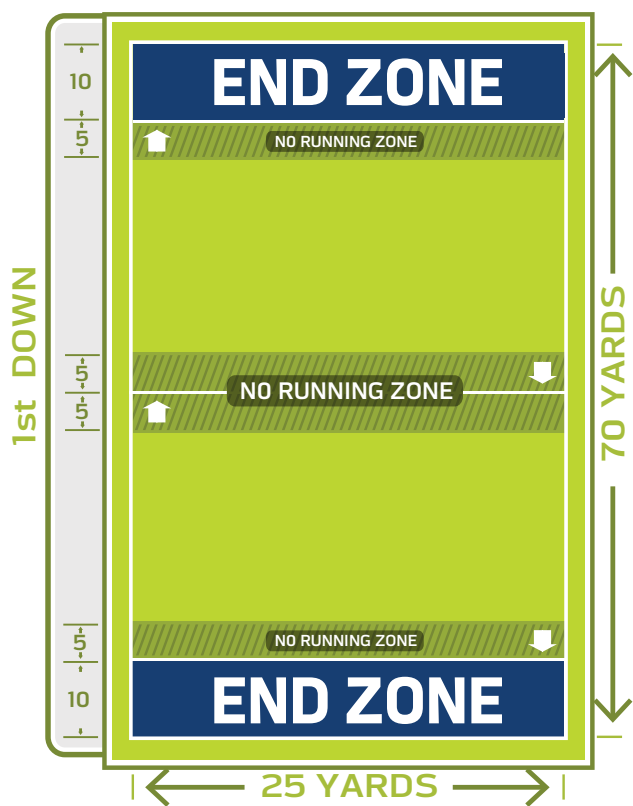 END ZONE
10
5
NO RUNNING ZONE
1st DOWN
70 YARDS
5
NO RUNNING ZONE
5
5
NO RUNNING ZONE
10
END ZONE
25 YARDS